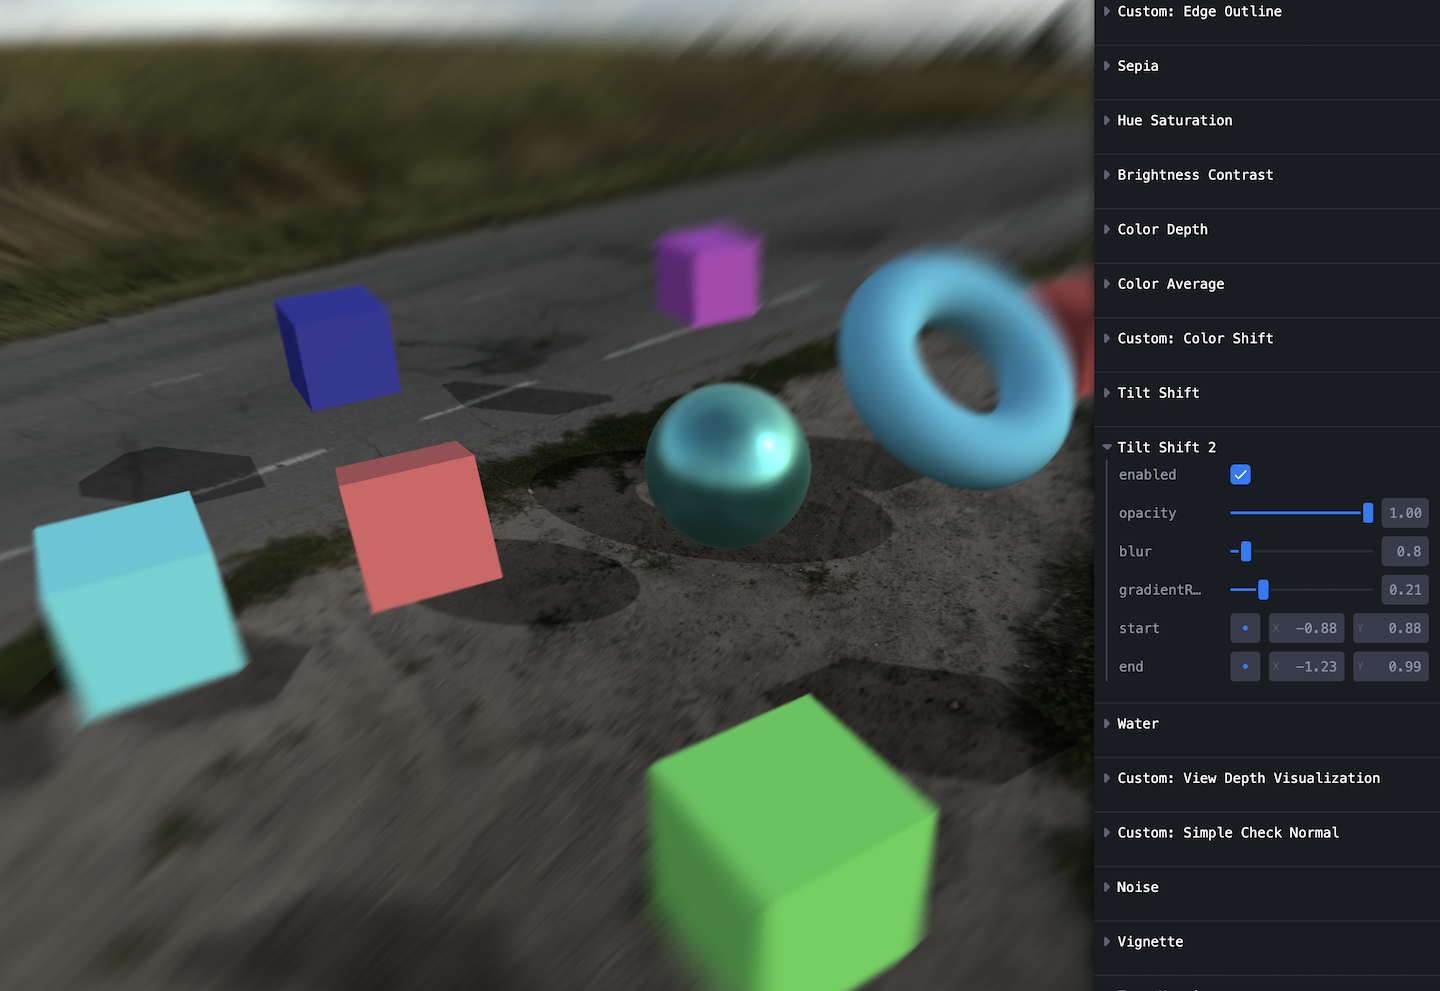 Custom: Edge Outline
Sepia
Hue Saturation
Brightness Contrast
Color Depth
Color Average
Custom: Color Shift
Tilt Shift
Tilt Shift 2
enabled
opacity 1.00
blur 0.8
gradientR… 0.21
start X −0.88 Y 0.88
end X −1.23 Y 0.99
Water
Custom: View Depth Visualization
Custom: Simple Check Normal
Noise
Vignette